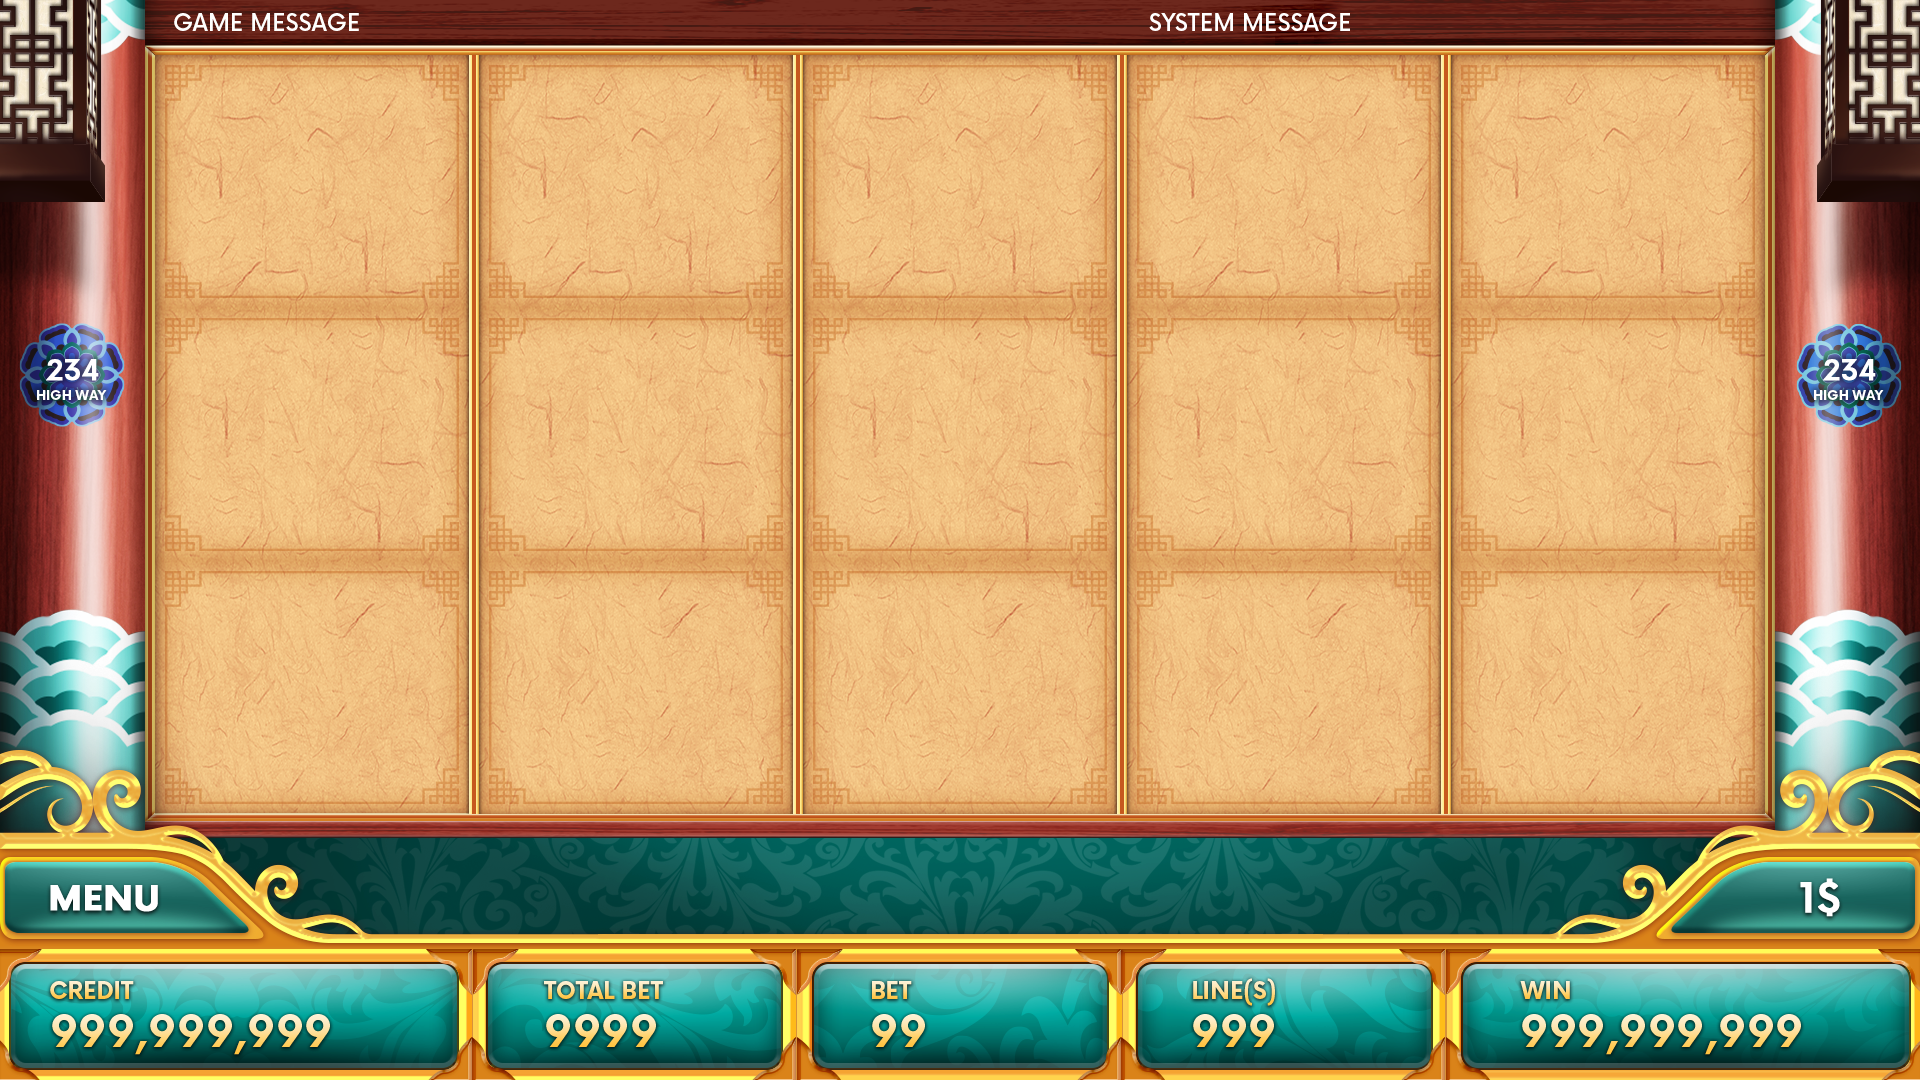 GAME MESSAGE
SYSTEM MESSAGE
234
HIGH WAY
234
HIGH WAY
MENU
1$
CREDIT
999,999,999
TOTAL BET
9999
BET
99
LINE(S)
999
WIN
999,999,999